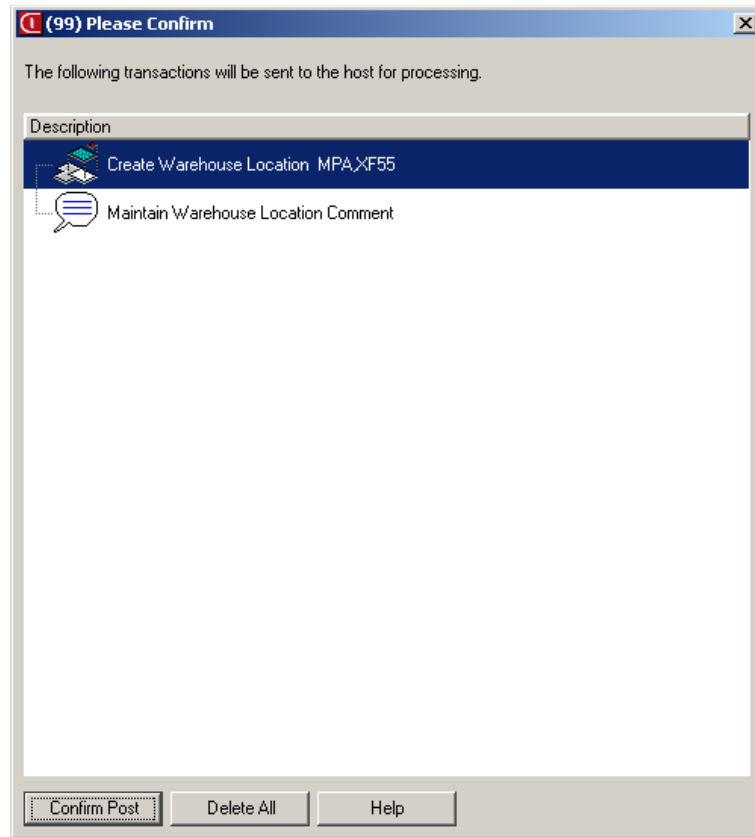 (99) Please Confirm
The following transactions will be sent to the host for processing.
Description
Create Warehouse Location MPA,XF55
Maintain Warehouse Location Comment
Confirm Post Delete All Help